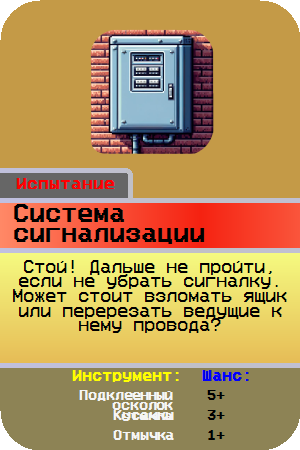 Испытание
Система
сигнализации
Стой! Дальше не пройти,
если не убрать сигналку.
Может стоит взломать ящик
или перерезать ведущие к
нему провода?
Инструмент: Шанс:
Подклеенный 5+
осколок
3+
Отмычка 1+